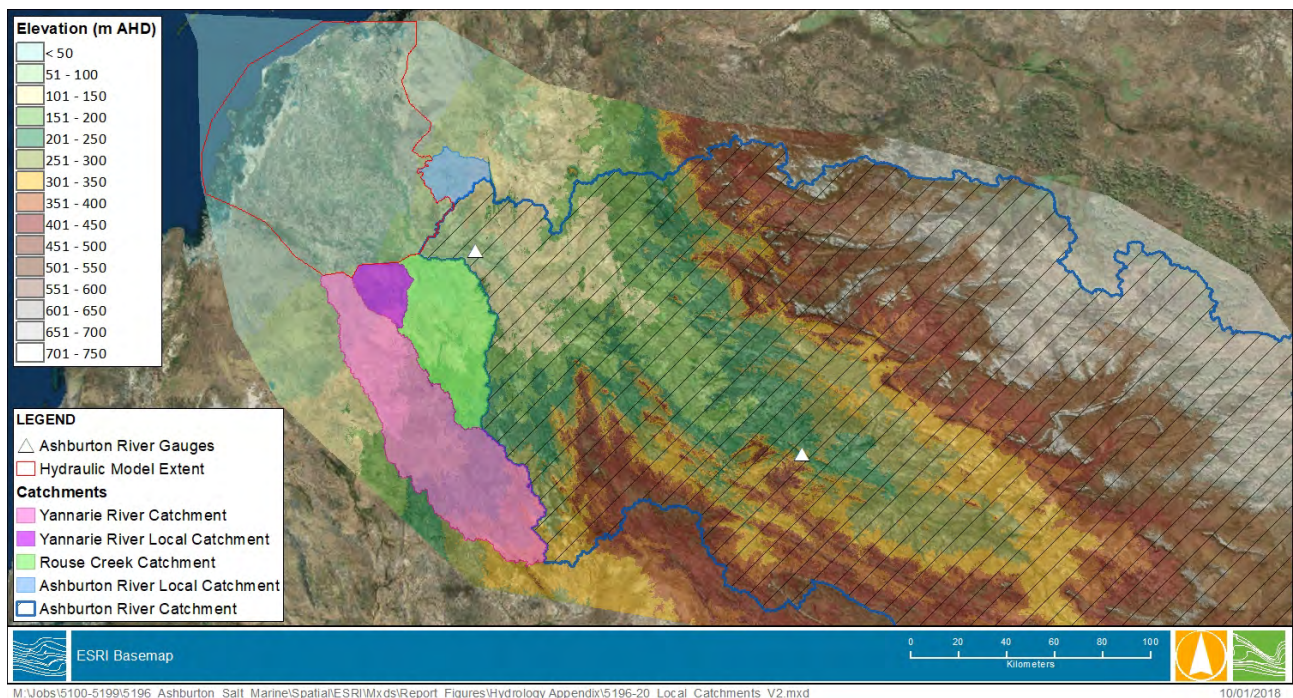 Elevation (m AHD)
< 50
51 - 100
101 - 150
151 - 200
201 - 250
251 - 300
301 - 350
351 - 400
401 - 450
451 - 500
501 - 550
551 - 600
601 - 650
651 - 700
701 - 750
LEGEND
Ashburton River Gauges
Hydraulic Model Extent
Catchments
Yannarie River Catchment
Yannarie River Local Catchment
Rouse Creek Catchment
Ashburton River Local Catchment
Ashburton River Catchment
ESRI Basemap
0 20 40 60 80 100
Kilometers
M:\Jobs\5100-5199\5196_Ashburton_Salt_Marine\Spatial\ESRI\Mxds\Report_Figures\Hydrology Appendix\5196-20_Local_Catchments_V2.mxd
10/01/2018